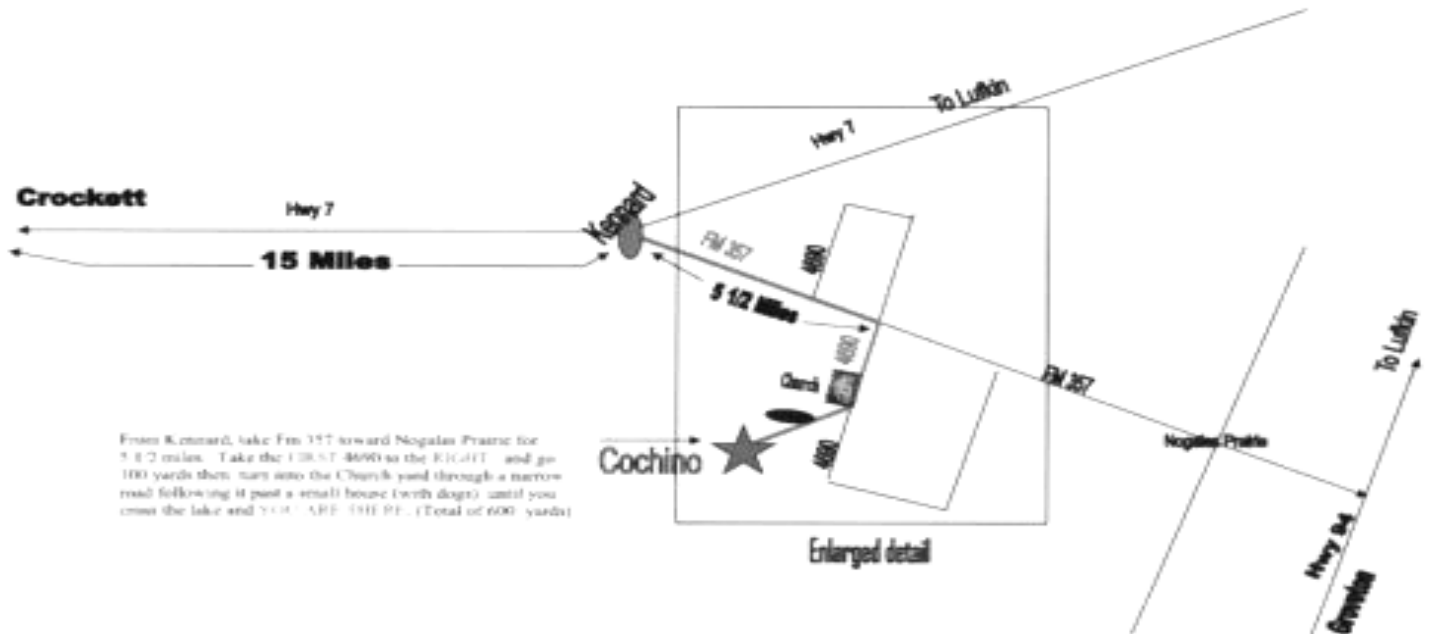 To Lufkin
Hwy 7
Crockett
Hwy 7
Kennard
15 Miles
FM 357
4690
5 1/2 Miles
4690
Church
FM 357
To Lufkin
Nogalas Prairie
4690
Cochino
From Kennard, take Fm 357 toward Nogalas Prairie for
5 1/2 miles. Take the FIRST 4690 to the RIGHT and go
100 yards then turn into the Church yard through a narrow
road following it past a small house (with dogs) until you
cross the lake and YOU ARE THERE. (Total of 600 yards)
Enlarged detail
Hwy 94
Groveton